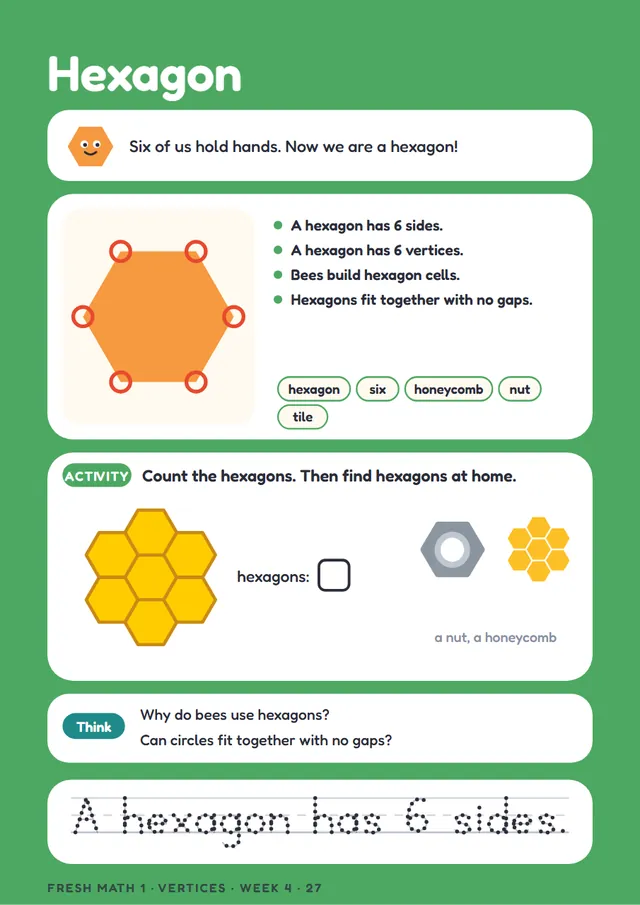 Hexagon
Six of us hold hands. Now we are a hexagon!
A hexagon has 6 sides.
A hexagon has 6 vertices.
Bees build hexagon cells.
Hexagons fit together with no gaps.
hexagon six honeycomb nut
tile
ACTIVITY Count the hexagons. Then find hexagons at home.
hexagons:
a nut, a honeycomb
Think
Why do bees use hexagons?
Can circles fit together with no gaps?
A hexagon has 6 sides.
FRESH MATH 1 · VERTICES · WEEK 4 · 27